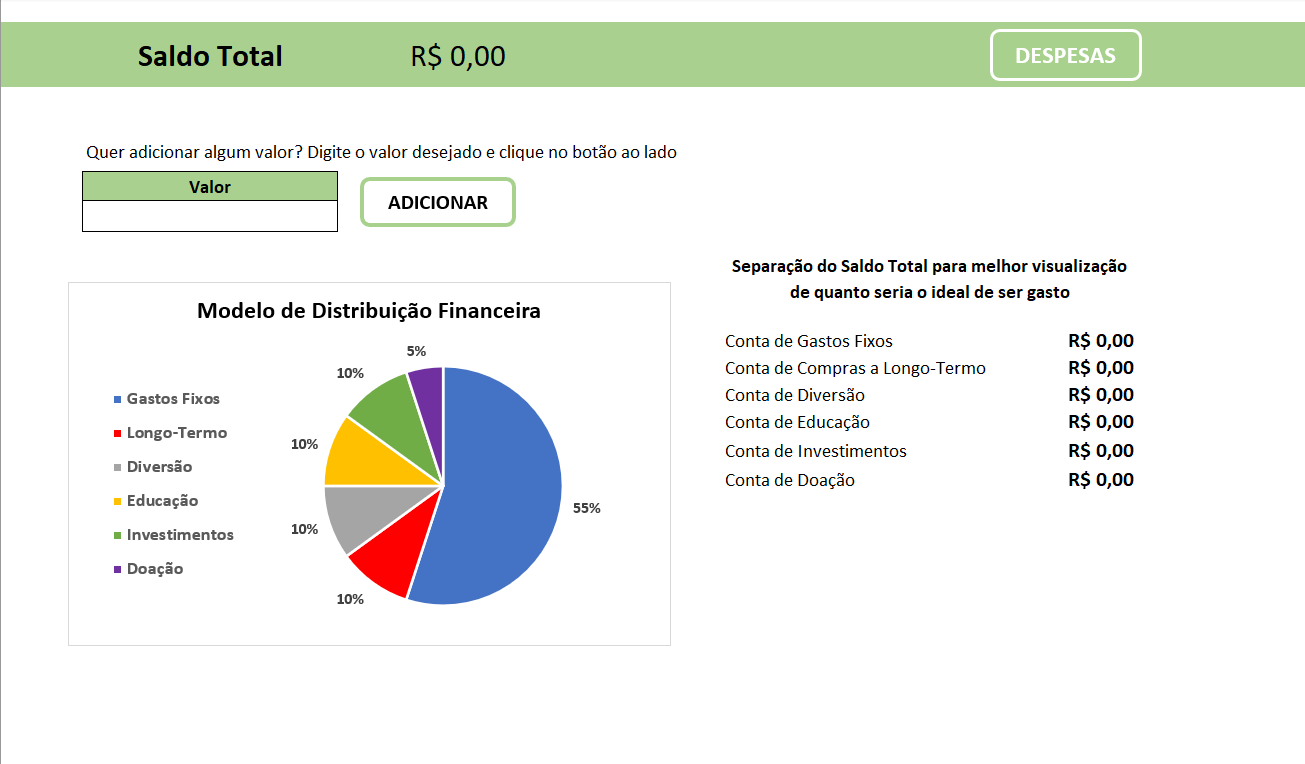 Saldo Total R$ 0,00 DESPESAS
Quer adicionar algum valor? Digite o valor desejado e clique no botão ao lado
Valor
ADICIONAR
Modelo de Distribuição Financeira
Gastos Fixos
Longo-Termo
Diversão
Educação
Investimentos
Doação
5%
10%
10%
10%
10%
55%
Separação do Saldo Total para melhor visualização
de quanto seria o ideal de ser gasto
Conta de Gastos Fixos R$ 0,00
Conta de Compras a Longo-Termo R$ 0,00
Conta de Diversão R$ 0,00
Conta de Educação R$ 0,00
Conta de Investimentos R$ 0,00
Conta de Doação R$ 0,00